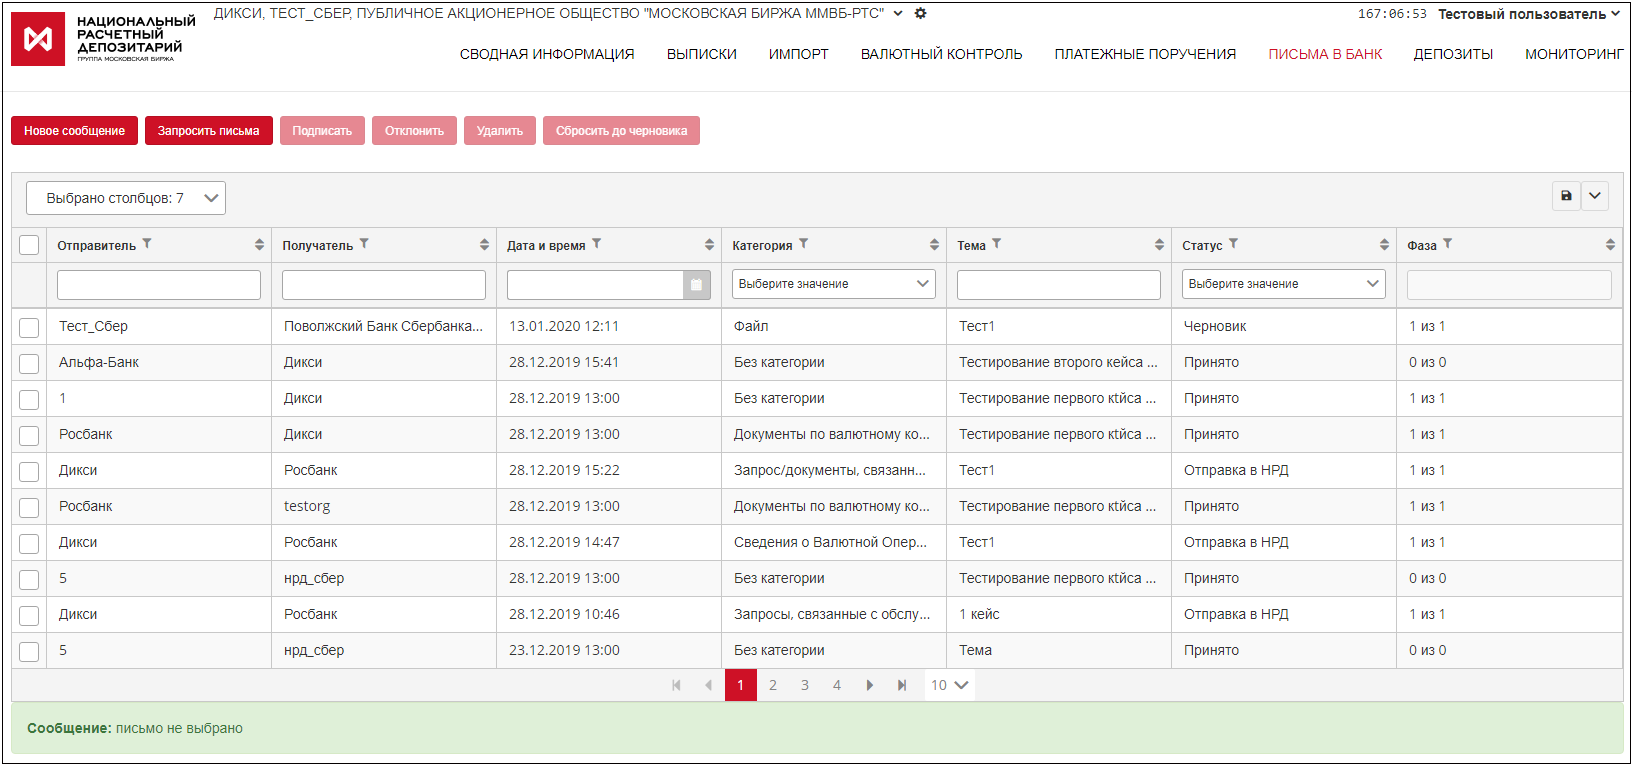 НАЦИОНАЛЬНЫЙ
РАСЧЕТНЫЙ
ДЕПОЗИТАРИЙ
ГРУППА МОСКОВСКАЯ БИРЖА
ДИКСИ, ТЕСТ_СБЕР, ПУБЛИЧНОЕ АКЦИОНЕРНОЕ ОБЩЕСТВО "МОСКОВСКАЯ БИРЖА ММВБ-РТС"
167:06:53 Тестовый пользователь
СВОДНАЯ ИНФОРМАЦИЯ ВЫПИСКИ ИМПОРТ ВАЛЮТНЫЙ КОНТРОЛЬ ПЛАТЕЖНЫЕ ПОРУЧЕНИЯ ПИСЬМА В БАНК ДЕПОЗИТЫ МОНИТОРИНГ
Новое сообщение Запросить письма Подписать Отклонить Удалить Сбросить до черновика
Выбрано столбцов: 7
Отправитель Получатель Дата и время Категория Тема Статус Фаза
Выберите значение Выберите значение
Тест_Сбер Поволжский Банк Сбербанка... 13.01.2020 12:11 Файл Тест1 Черновик 1 из 1
Альфа-Банк Дикси 28.12.2019 15:41 Без категории Тестирование второго кейса ... Принято 0 из 0
1 Дикси 28.12.2019 13:00 Без категории Тестирование первого ktйса ... Принято 1 из 1
Росбанк Дикси 28.12.2019 13:00 Документы по валютному ко... Тестирование первого ktйса ... Принято 1 из 1
Дикси Росбанк 28.12.2019 15:22 Запрос/документы, связанн... Тест1 Отправка в НРД 1 из 1
Росбанк testorg 28.12.2019 13:00 Документы по валютному ко... Тестирование первого ktйса ... Принято 1 из 1
Дикси Росбанк 28.12.2019 14:47 Сведения о Валютной Опер... Тест1 Отправка в НРД 1 из 1
5 нрд_сбер 28.12.2019 13:00 Без категории Тестирование первого ktйса ... Принято 0 из 0
Дикси Росбанк 28.12.2019 10:46 Запросы, связанные с обслу... 1 кейс Отправка в НРД 1 из 1
5 нрд_сбер 23.12.2019 13:00 Без категории Тема Принято 0 из 0
1 2 3 4 10
Сообщение: письмо не выбрано